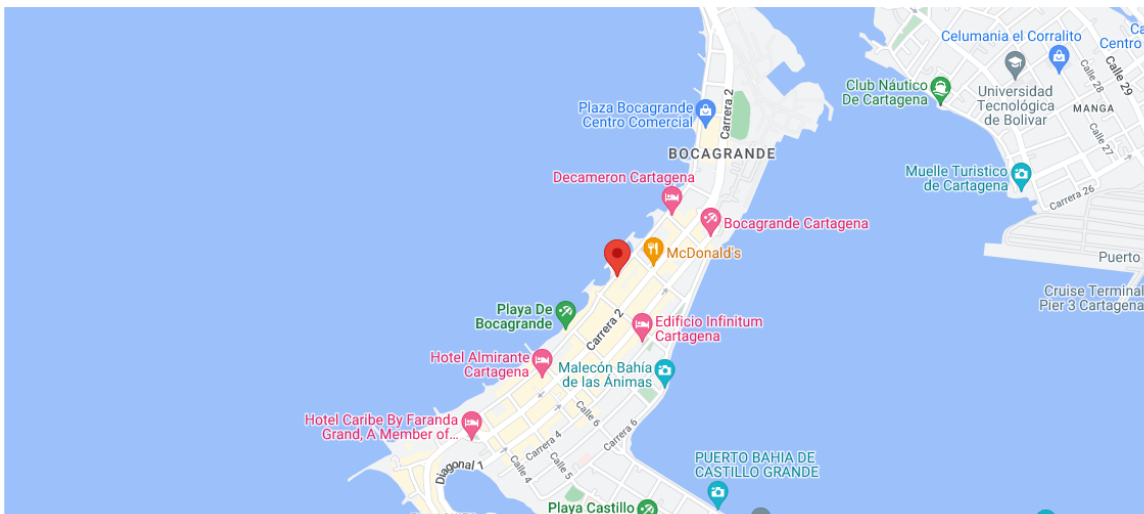 Celumania el Corralito
Ca
Centro
Calle 29
Calle 28
Club Náutico
De Cartagena
Universidad
Tecnológica
de Bolivar
MANGA
Calle 27
Plaza Bocagrande
Centro Comercial
Carrera 2
BOCAGRANDE
Muelle Turistico
de Cartagena
Carrera 26
Decameron Cartagena
Bocagrande Cartagena
McDonald's
Puerto
Cruise Terminal
Pier 3 Cartagena
Playa De
Bocagrande
Carrera 2
Edificio Infinitum
Cartagena
Hotel Almirante
Cartagena
Malecón Bahía
de las Ánimas
Hotel Caribe By Faranda
Grand, A Member of…
Calle 6
Carrera 4
Carrera 6
Diagonal 1
Calle 4
Calle 5
PUERTO BAHIA DE
CASTILLO GRANDE
Playa Castillo